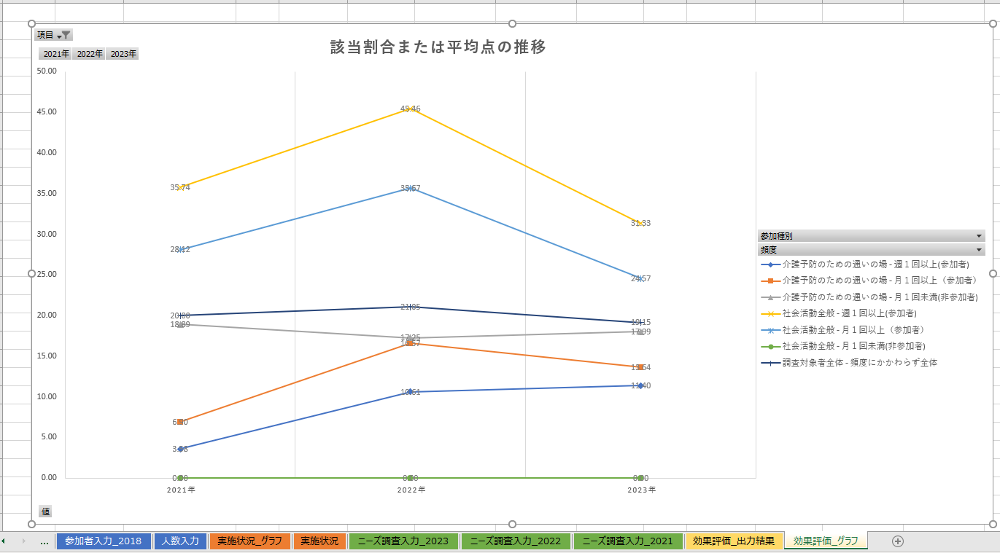 項目
該当割合または平均点の推移
2021年 2022年 2023年
50.00
45.00
40.00
35.00
30.00
25.00
20.00
15.00
10.00
5.00
0.00
45.46
35.74
35.67
31.33
28.12
24.57
21.05
18.89
19.15
17.25
17.99
11.40
0.00
0.00
0.00
2021年 2022年 2023年
値
参加種別
頻度
介護予防のための通いの場 - 週１回以上(参加者)
介護予防のための通いの場 - 月１回以上（参加者）
介護予防のための通いの場 - 月１回未満(非参加者)
社会活動全般 - 週１回以上(参加者)
社会活動全般 - 月１回以上（参加者）
社会活動全般 - 月１回未満(非参加者)
調査対象者全体 - 頻度にかかわらず全体
... 参加者入力_2018 人数入力 実施状況_グラフ 実施状況 ニーズ調査入力_2023 ニーズ調査入力_2022 ニーズ調査入力_2021 効果評価_出力結果 効果評価_グラフ